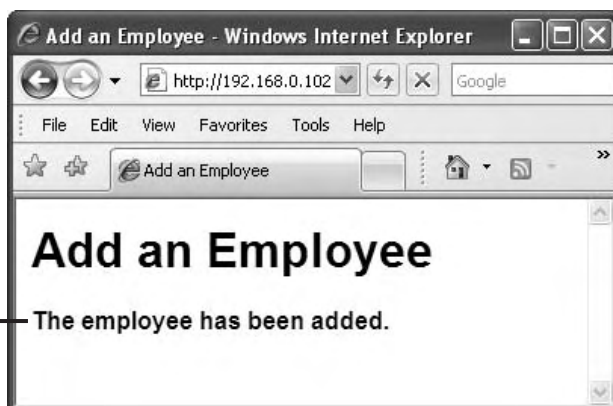 Add an Employee - Windows Internet Explorer
http://192.168.0.102
Google
File Edit View Favorites Tools Help
Add an Employee
»
Add an Employee
The employee has been added.